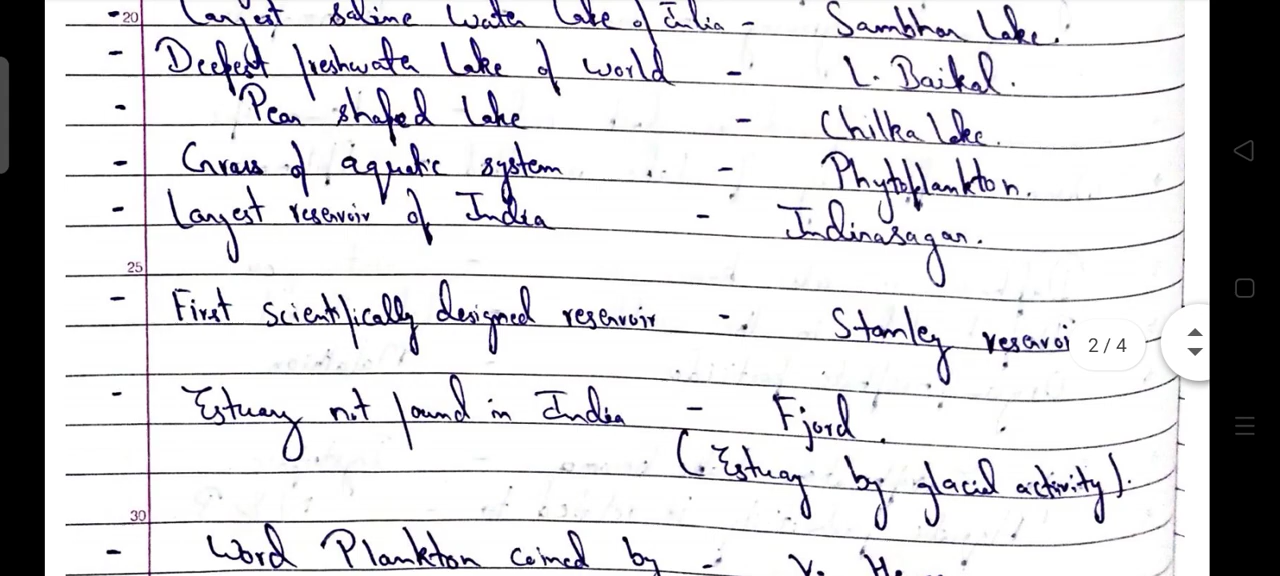 20
- Largest saline water lake of India - Sambhar lake.
- Deepest freshwater lake of world - L. Baikal.
- Pear shaped lake - Chilka lake.
- Grass of aquatic system - Phytoplankton.
- Largest reservoir of India - Indirasagar.
25
- First scientifically designed reservoir - Stanley resavoi
2 / 4
- Estuary not found in India - Fjord.
(Estuary by glacial activity).
30
- Word Plankton coined by - V. He